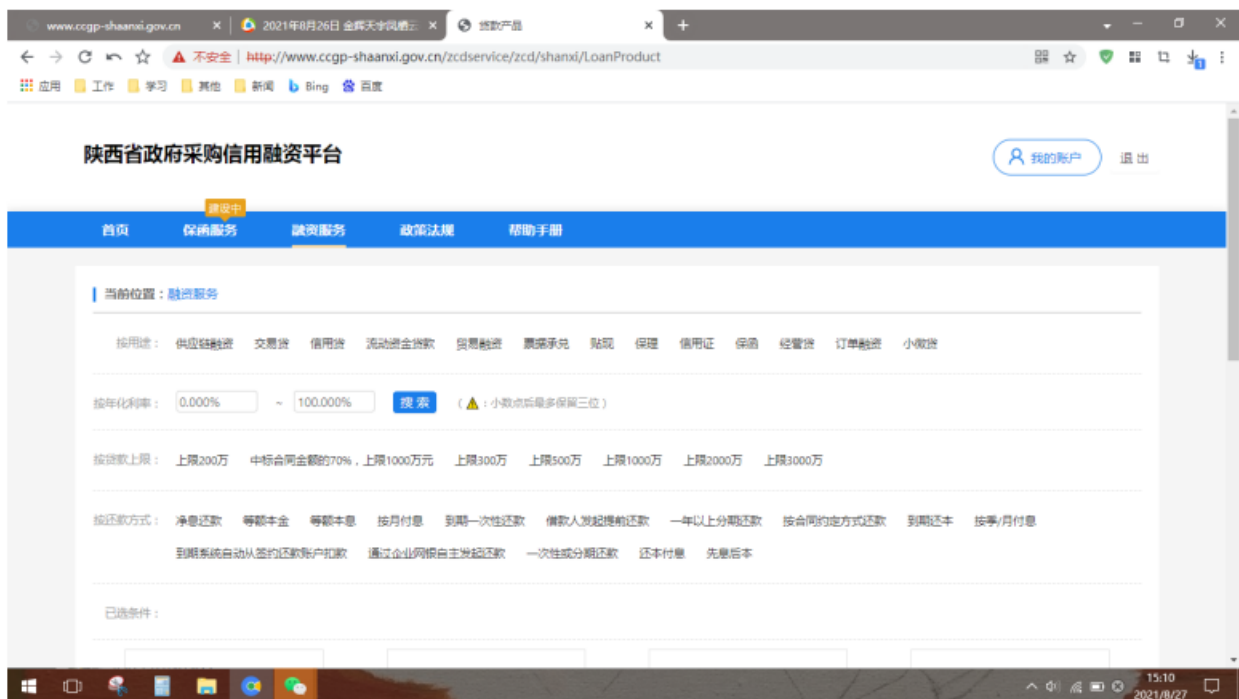 www.ccgp-shaanxi.gov.cn
2021年8月26日 金辉天宇凤栖云
贷款产品
不安全 | http://www.ccgp-shaanxi.gov.cn/zcdservice/zcd/shanxi/LoanProduct
应用 工作 学习 其他 新闻 Bing 百度
陕西省政府采购信用融资平台
我的账户 退出
建设中
首页 保函服务 融资服务 政策法规 帮助手册
当前位置：融资服务
按用途： 供应链融资 交易贷 信用贷 流动资金贷款 贸易融资 票据承兑 贴现 保理 信用证 保函 经营贷 订单融资 小微贷
按年化利率： 0.000% ~ 100.000% 搜索 （ ：小数点后最多保留三位）
按贷款上限： 上限200万 中标合同金额的70%，上限1000万元 上限300万 上限500万 上限1000万 上限2000万 上限3000万
按还款方式： 净息还款 等额本金 等额本息 按月付息 到期一次性还款 借款人发起提前还款 一年以上分期还款 按合同约定方式还款 到期还本 按季/月付息
到期系统自动从签约还款账户扣款 通过企业网银自主发起还款 一次性或分期还款 还本付息 先息后本
已选条件：
15:10
2021/8/27